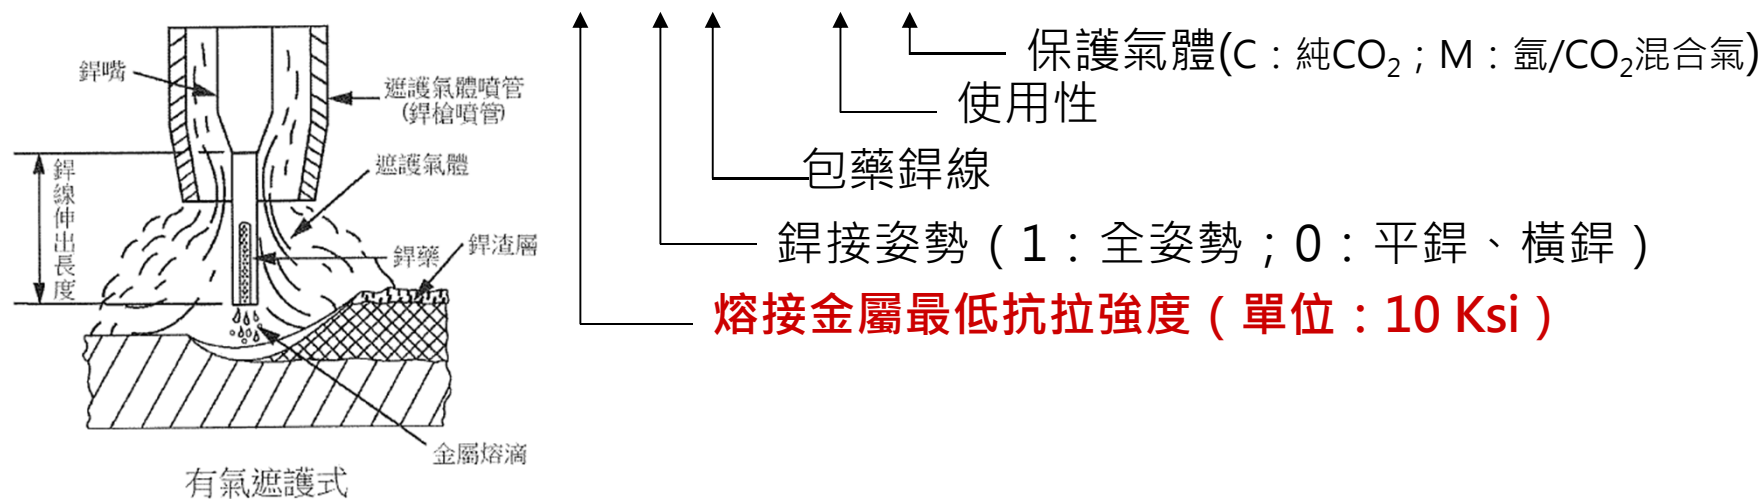 銲嘴
遮護氣體噴管
(銲槍噴管)
遮護氣體
銲線伸出長度
銲藥
銲渣層
金屬熔滴
有氣遮護式
保護氣體(C：純CO₂；M：氬/CO₂混合氣)
使用性
包藥銲線
銲接姿勢（1：全姿勢；0：平銲、橫銲）
熔接金屬最低抗拉強度（單位：10 Ksi）